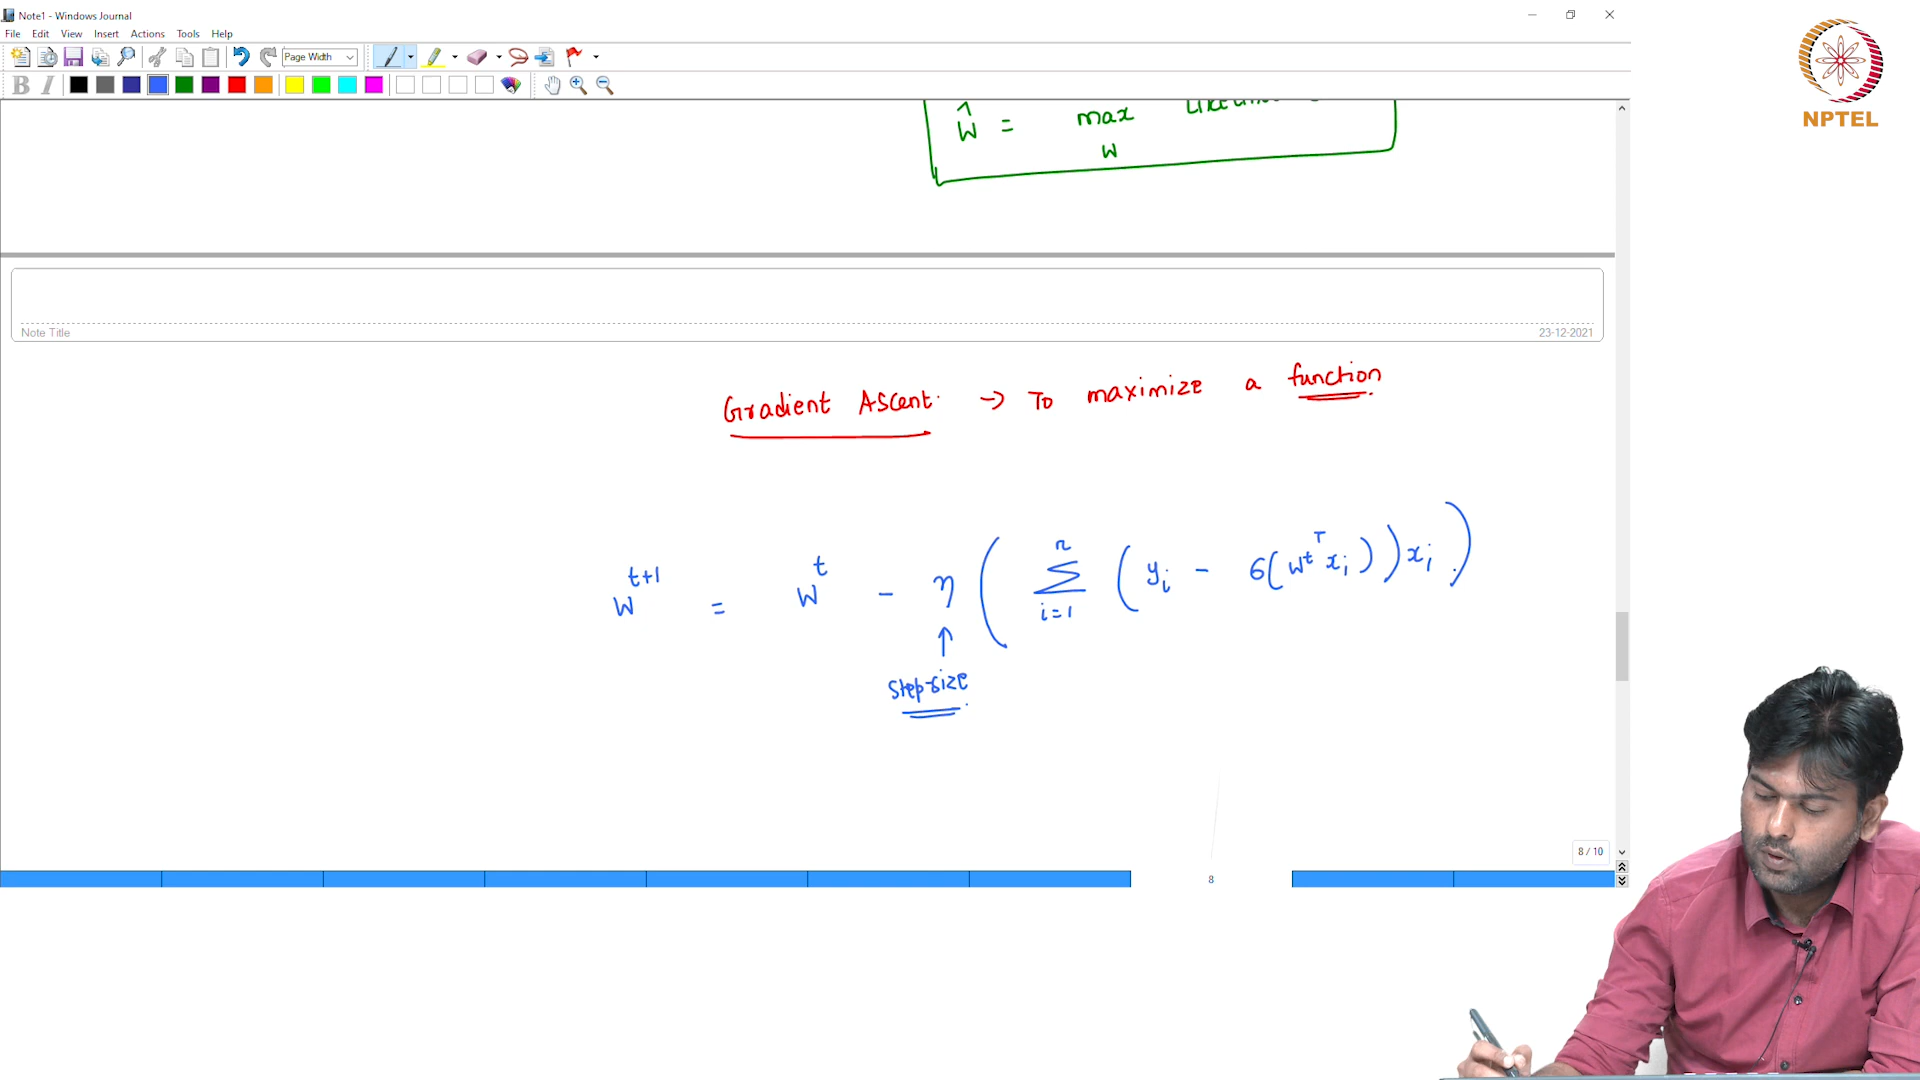 Note1 - Windows Journal
File Edit View Insert Actions Tools Help
Page Width
B I
NPTEL
ŵ = max
w
Note Title
23-12-2021
Gradient Ascent. → To maximize a function.
w^{t+1} = w^t - η ( Σ_{i=1}^{n} ( y_i - σ(w^{t^T} x_i) ) x_i )
↑
step-size
8 / 10
8